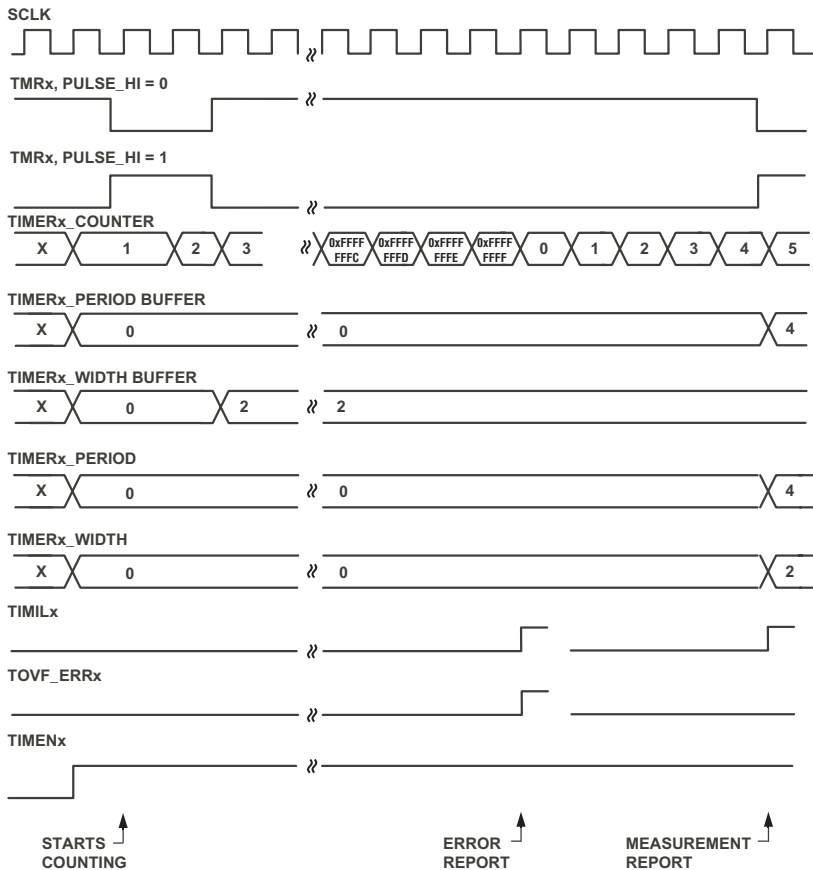 SCLK
TMRx, PULSE_HI = 0
TMRx, PULSE_HI = 1
TIMERx_COUNTER
X 1 2 3 0xFFFF FFFC 0xFFFF FFFD 0xFFFF FFFE 0xFFFF FFFF 0 1 2 3 4 5
TIMERx_PERIOD BUFFER
X 0 0 4
TIMERx_WIDTH BUFFER
X 0 2 2
TIMERx_PERIOD
X 0 0 4
TIMERx_WIDTH
X 0 0 2
TIMILx
TOVF_ERRx
TIMENx
STARTS COUNTING
ERROR REPORT
MEASUREMENT REPORT